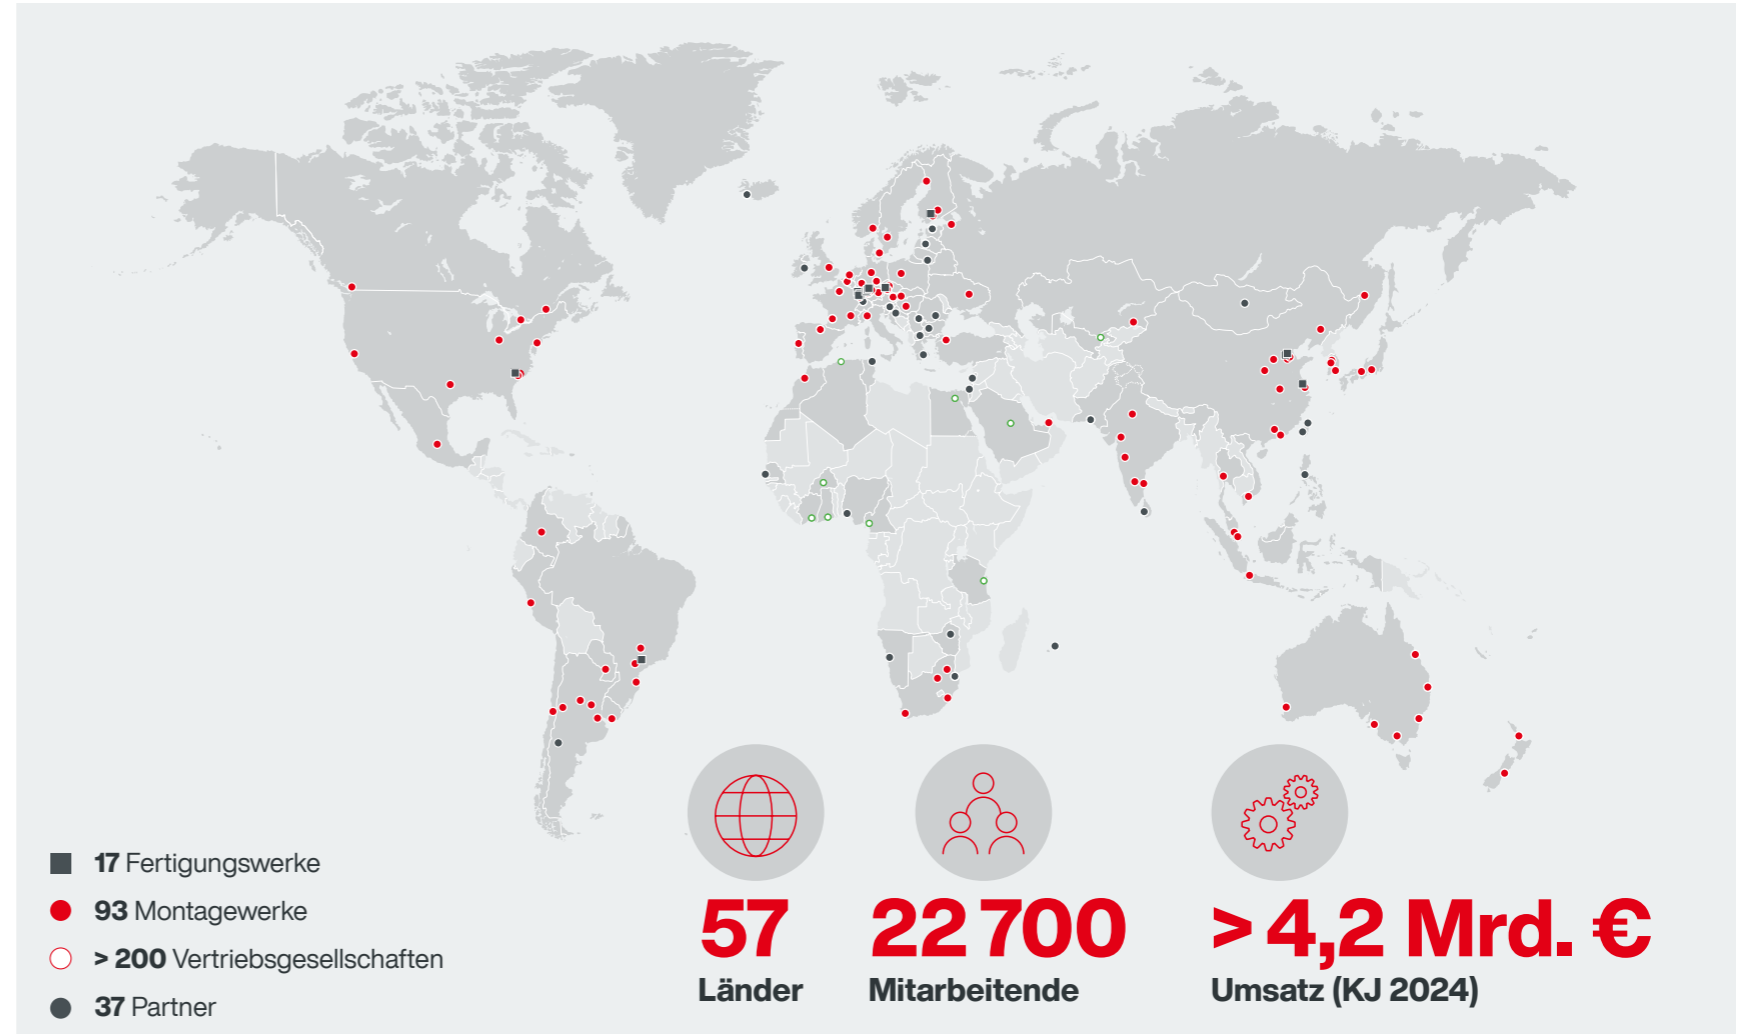 17 Fertigungswerke
93 Montagewerke
> 200 Vertriebsgesellschaften
37 Partner
57
Länder
22 700
Mitarbeitende
> 4,2 Mrd. €
Umsatz (KJ 2024)